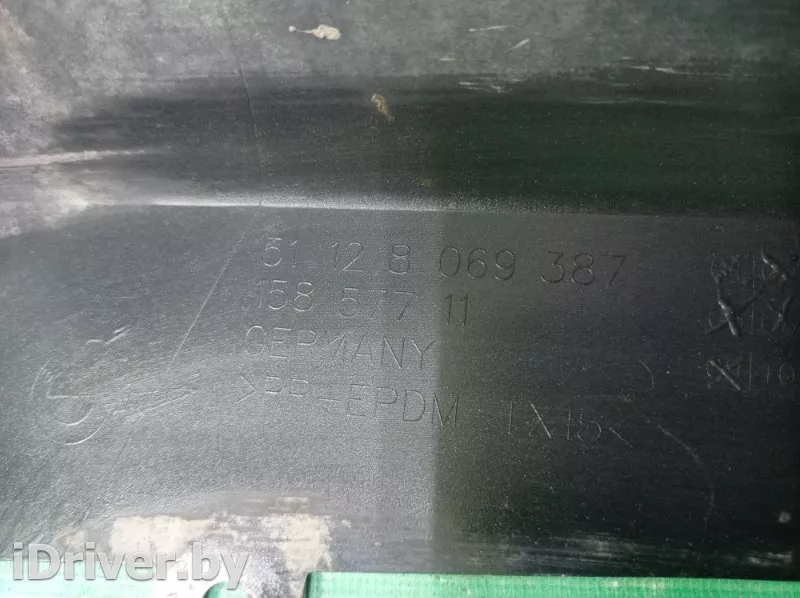 51 12 8 069 387
158 577 11
GERMANY
>PP-EPDM TX15<
iDriver.by